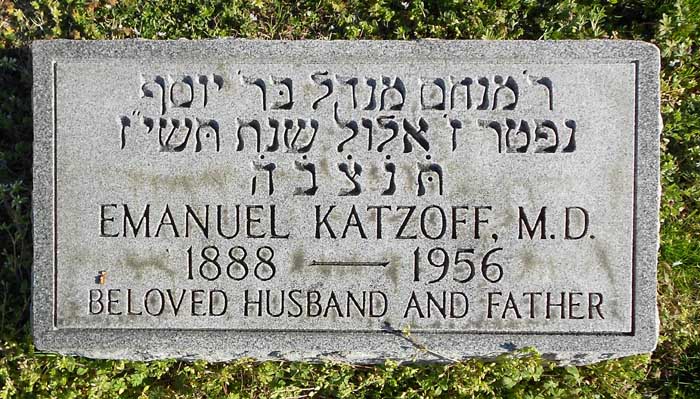 ר' מנחם מנדל בר' יוסף
נפטר ז' אלול שנת תשי"ז
ת נ צ ב ה
EMANUEL KATZOFF, M.D.
1888 — 1956
BELOVED HUSBAND AND FATHER